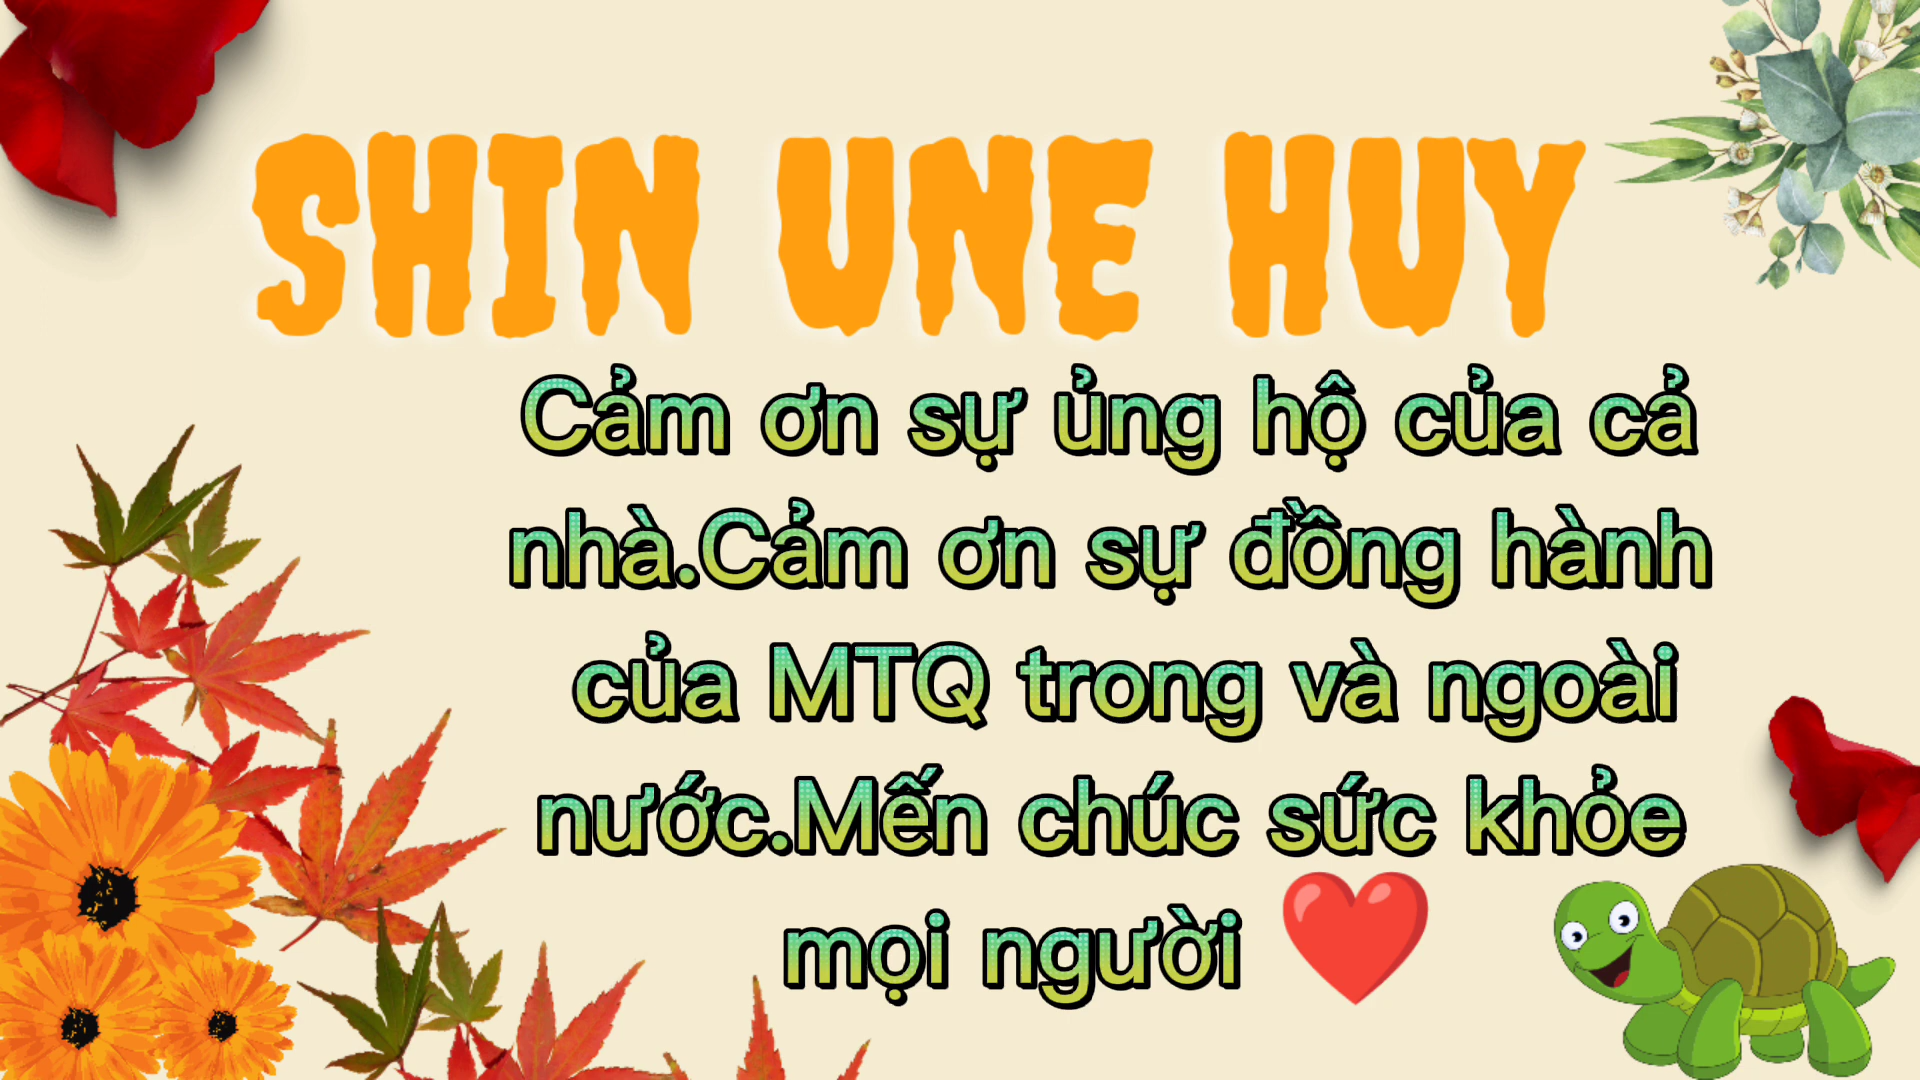 SHIN UNE HUY
Cảm ơn sự ủng hộ của cả
nhà.Cảm ơn sự đồng hành
của MTQ trong và ngoài
nước.Mến chúc sức khỏe
mọi người ❤️